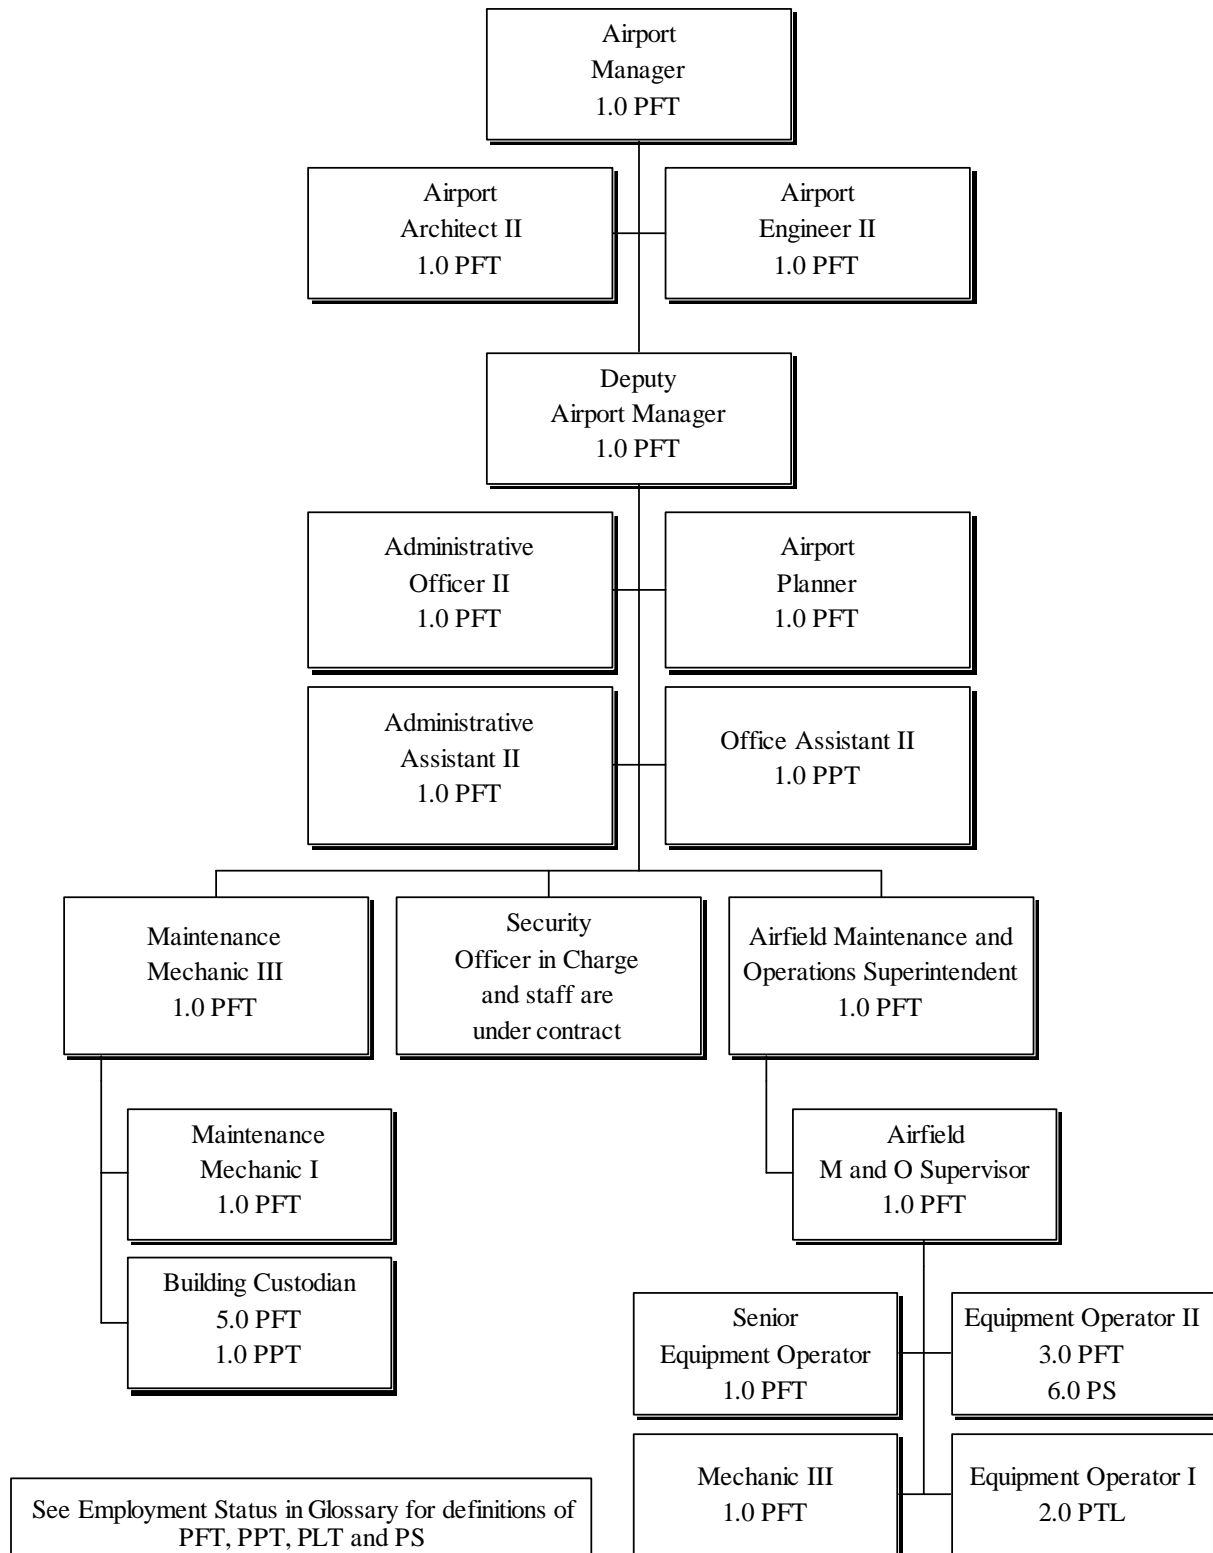 Airport
Manager
1.0 PFT
Airport
Architect II
1.0 PFT
Airport
Engineer II
1.0 PFT
Deputy
Airport Manager
1.0 PFT
Administrative
Officer II
1.0 PFT
Airport
Planner
1.0 PFT
Administrative
Assistant II
1.0 PFT
Office Assistant II
1.0 PPT
Maintenance
Mechanic III
1.0 PFT
Security
Officer in Charge
and staff are
under contract
Airfield Maintenance and
Operations Superintendent
1.0 PFT
Maintenance
Mechanic I
1.0 PFT
Airfield
M and O Supervisor
1.0 PFT
Building Custodian
5.0 PFT
1.0 PPT
Senior
Equipment Operator
1.0 PFT
Equipment Operator II
3.0 PFT
6.0 PS
Mechanic III
1.0 PFT
Equipment Operator I
2.0 PTL
See Employment Status in Glossary for definitions of
PFT, PPT, PLT and PS